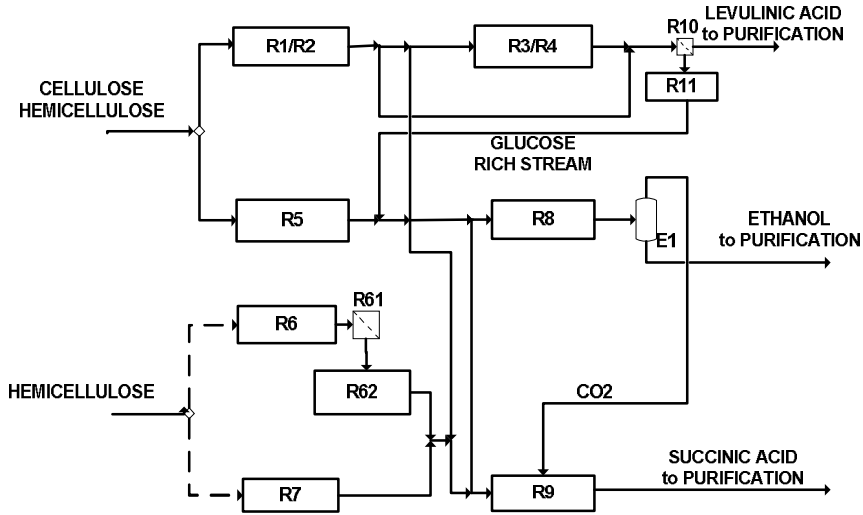 LEVULINIC ACID
to PURIFICATION
R10
R1/R2
R3/R4
R11
CELLULOSE
HEMICELLULOSE
GLUCOSE
RICH STREAM
R5
R8
E1
ETHANOL
to PURIFICATION
R61
R6
R62
HEMICELLULOSE
CO2
SUCCINIC ACID
to PURIFICATION
R7
R9